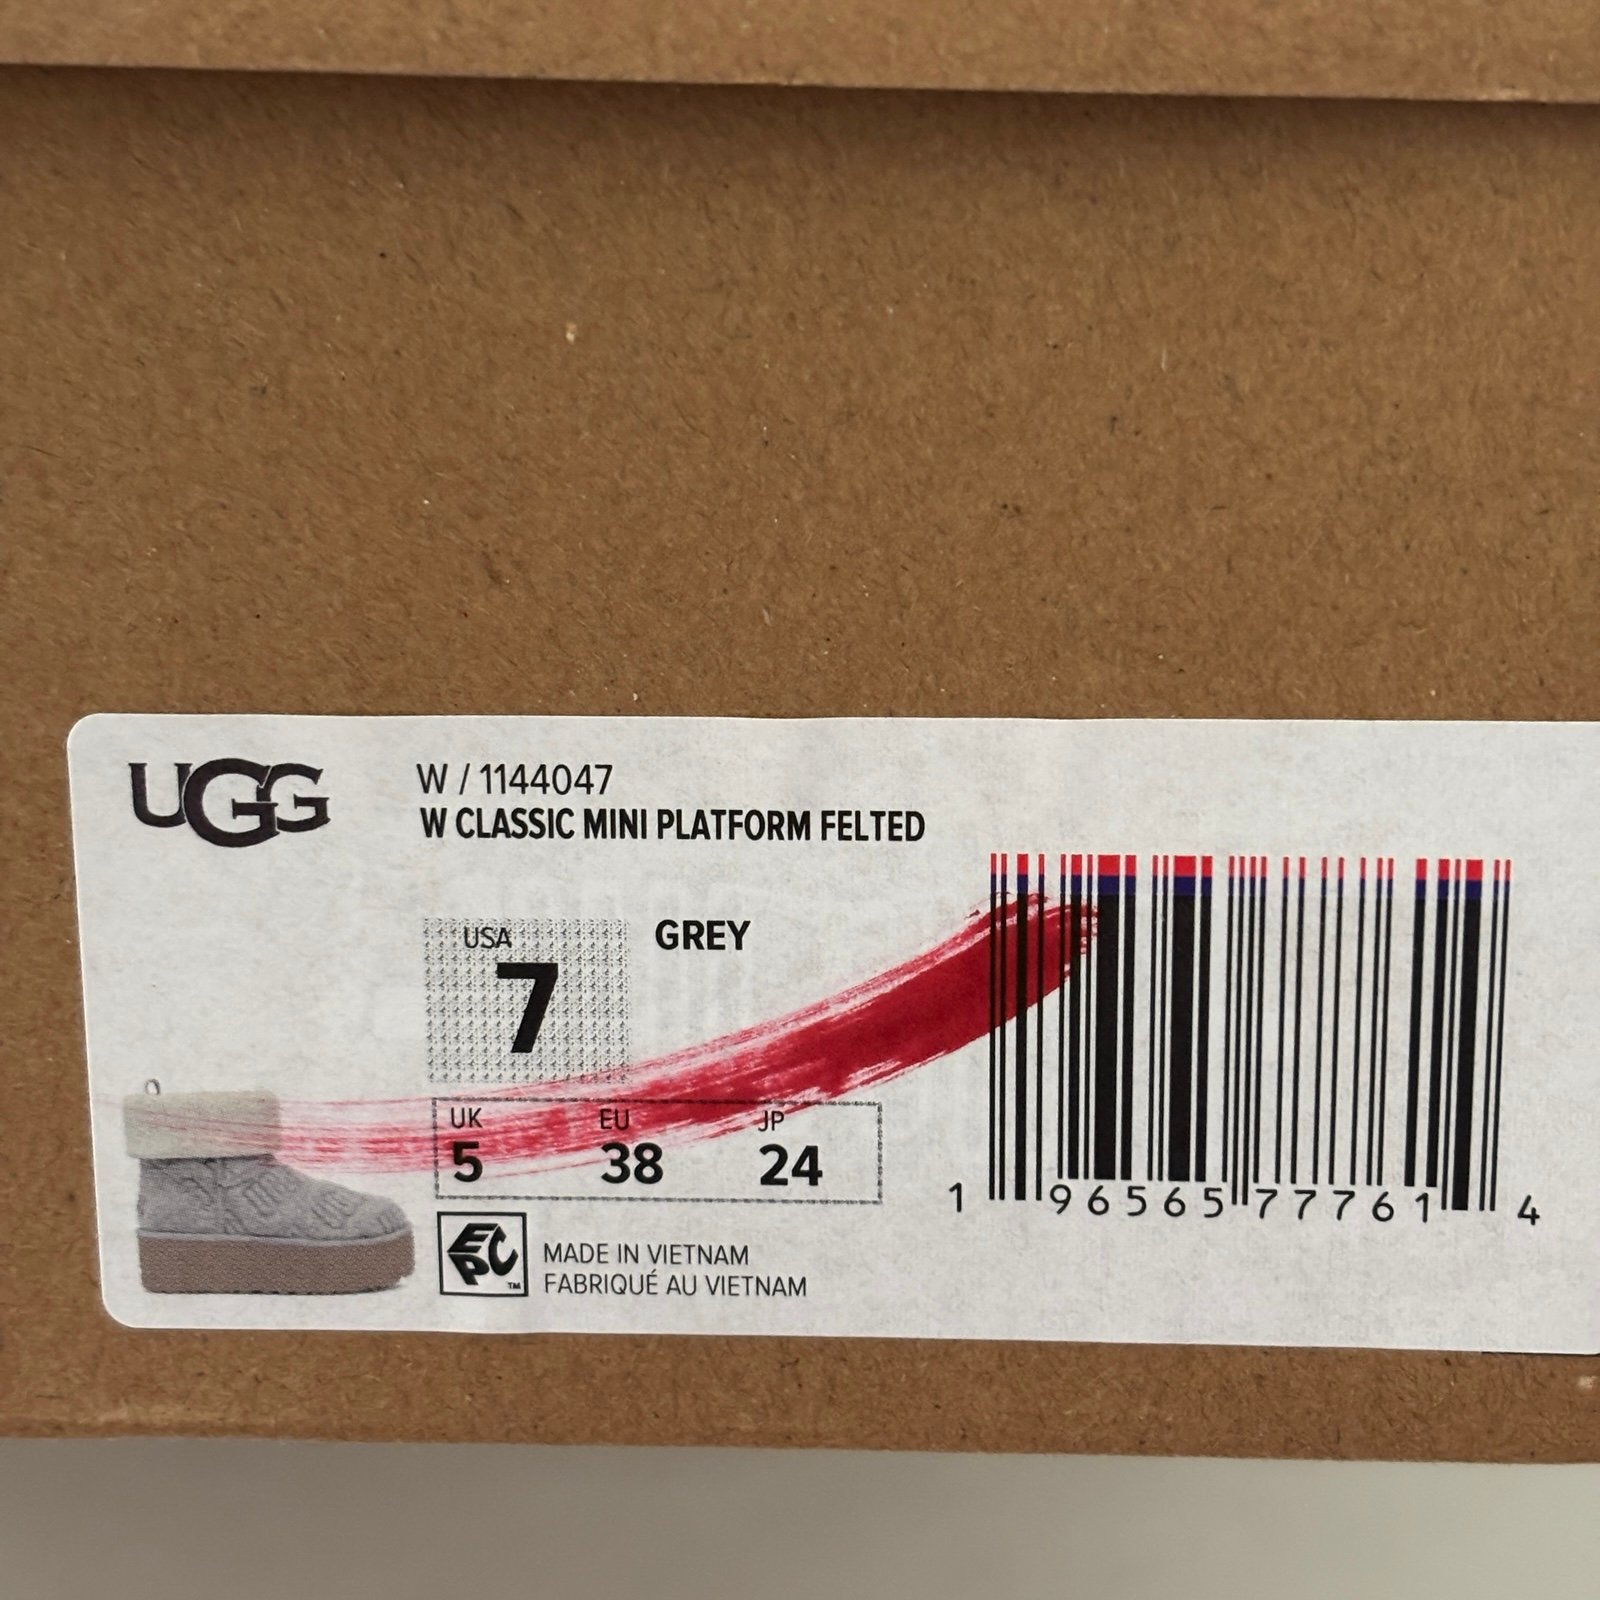 UGG
W / 1144047
W CLASSIC MINI PLATFORM FELTED
USA
7
GREY
UK EU JP
5 38 24
1 96565 77761 4
EPC™
MADE IN VIETNAM
FABRIQUÉ AU VIETNAM